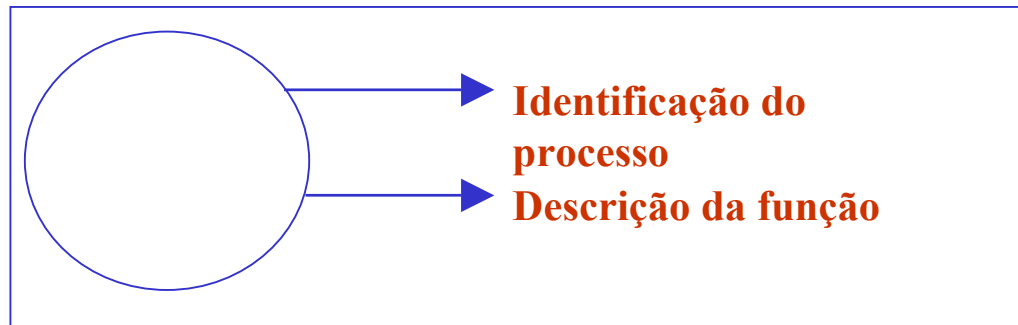 Identificação do
processo
Descrição da função